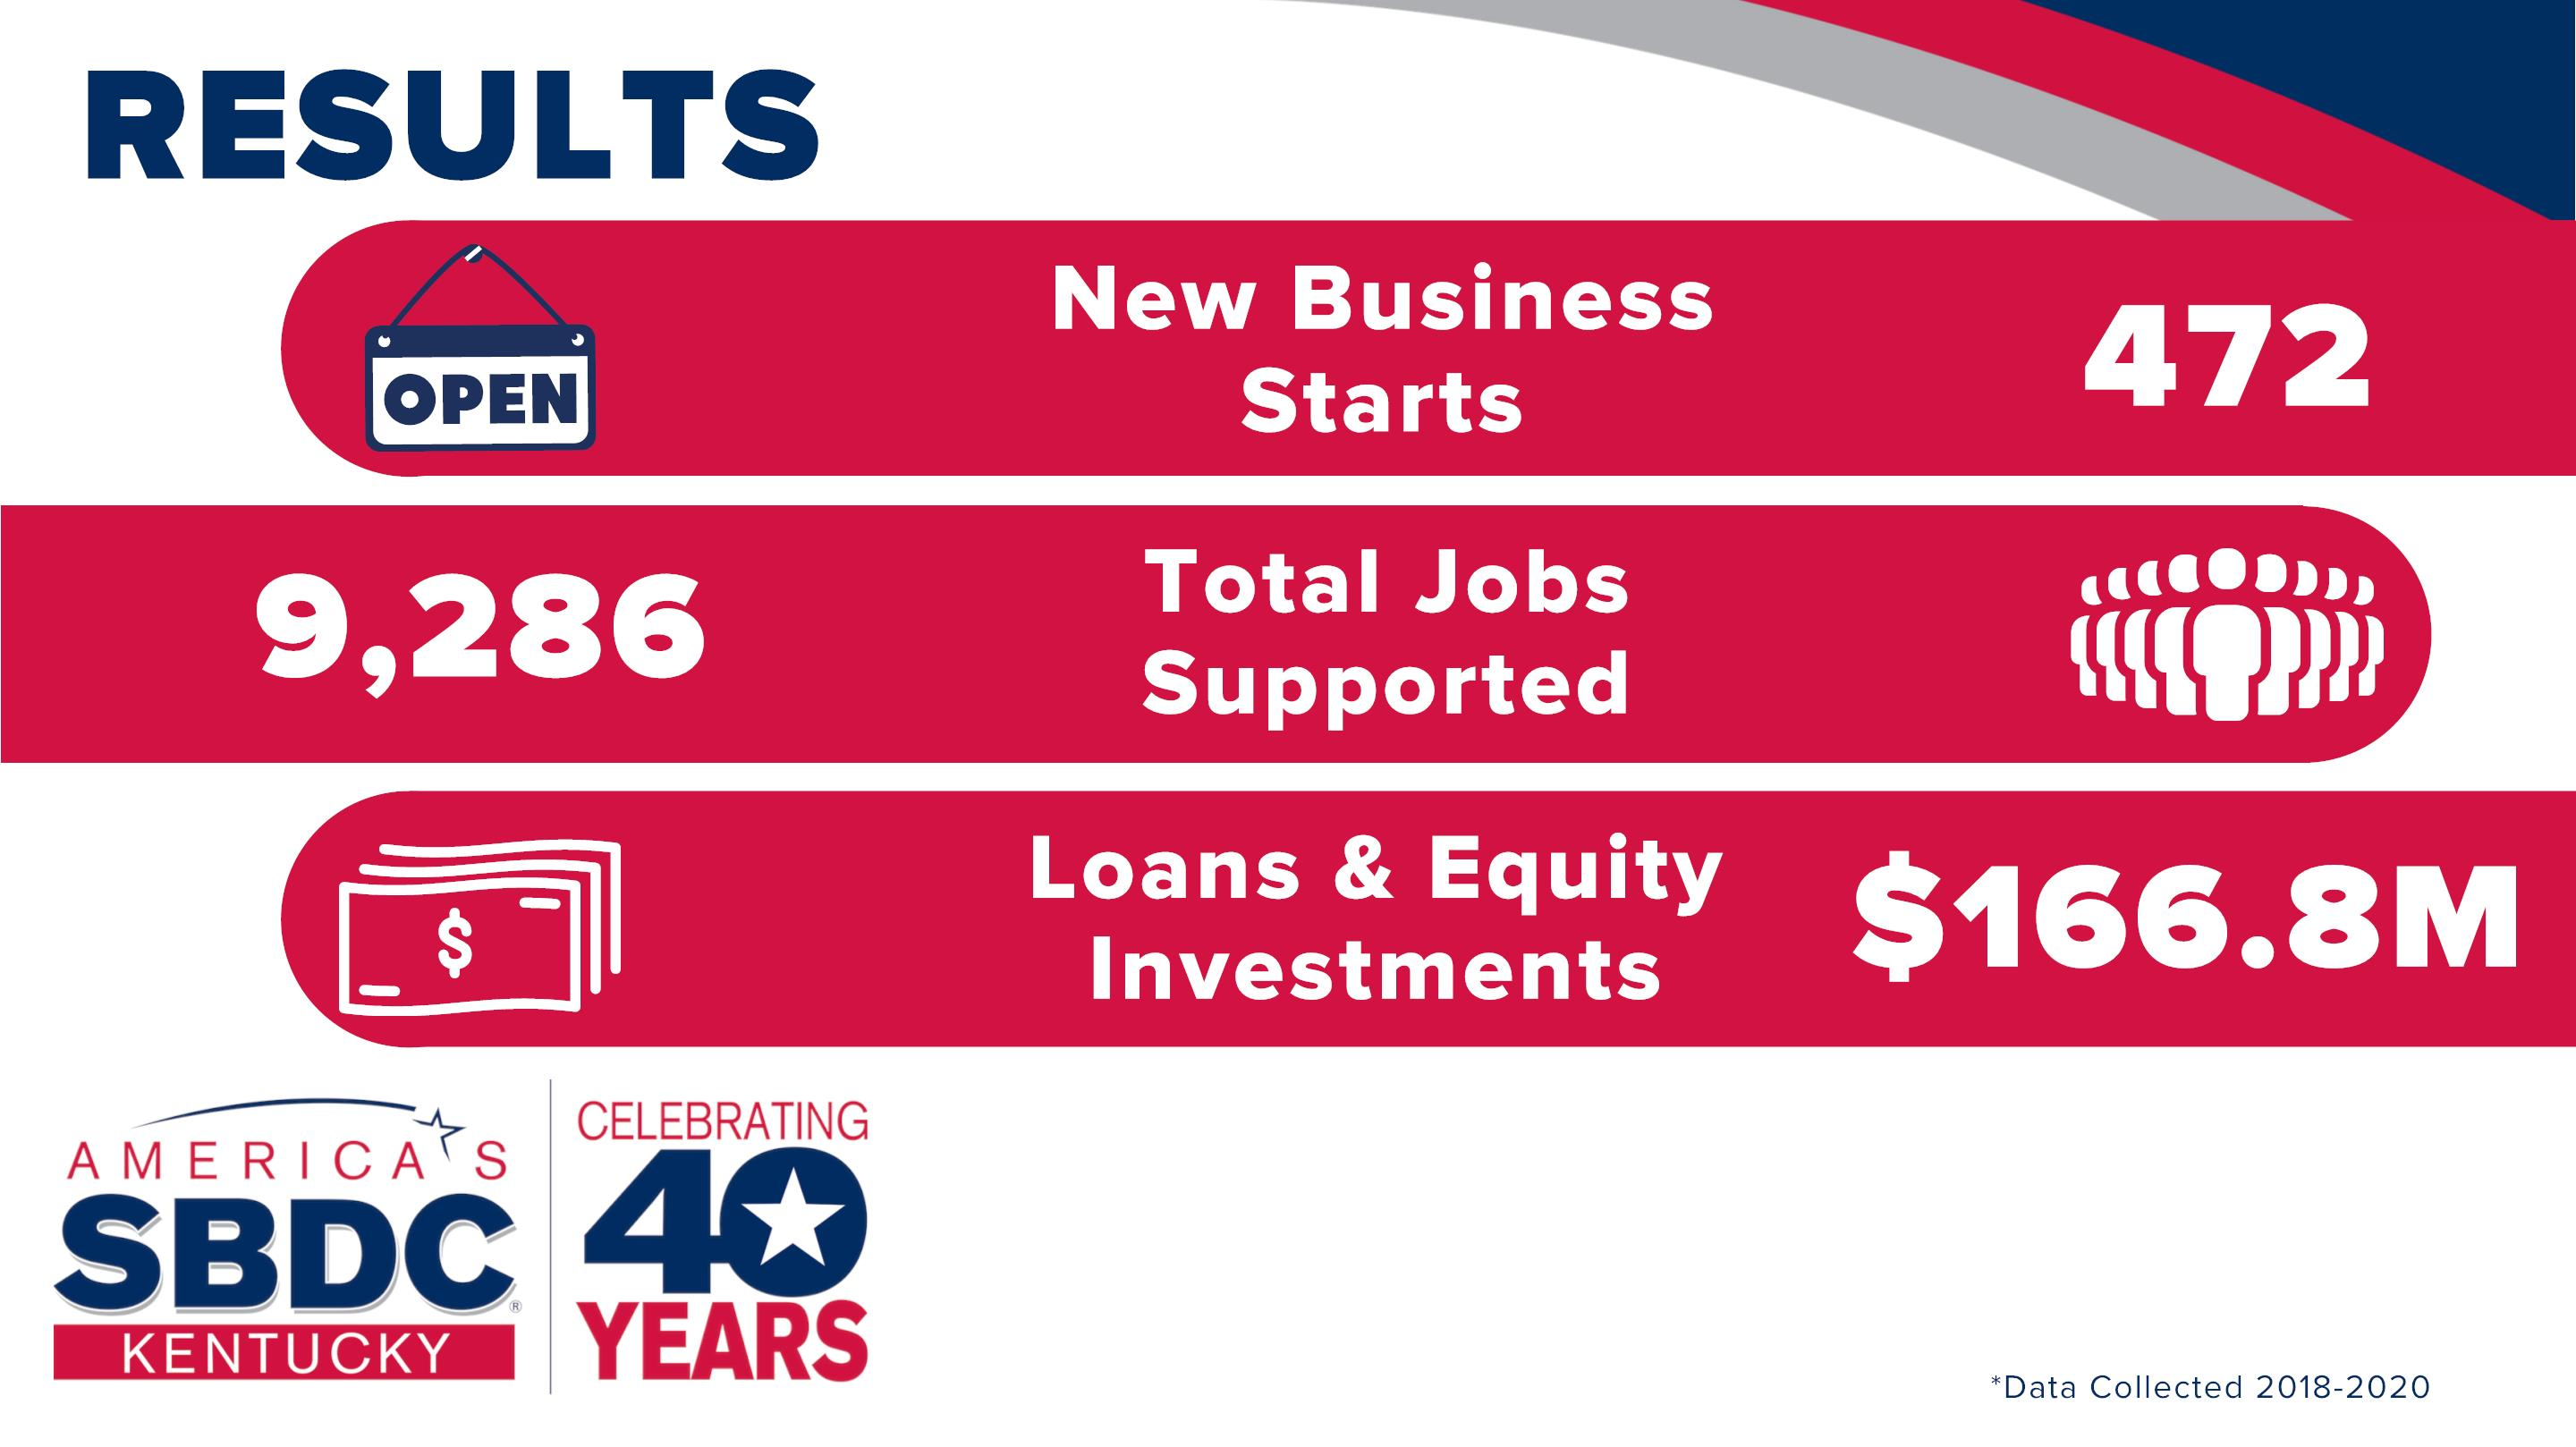 RESULTS
OPEN
New Business
Starts
472
9,286
Total Jobs
Supported
$
Loans & Equity
Investments
$166.8M
AMERICA'S
SBDC®
KENTUCKY
CELEBRATING
40
YEARS
*Data Collected 2018-2020